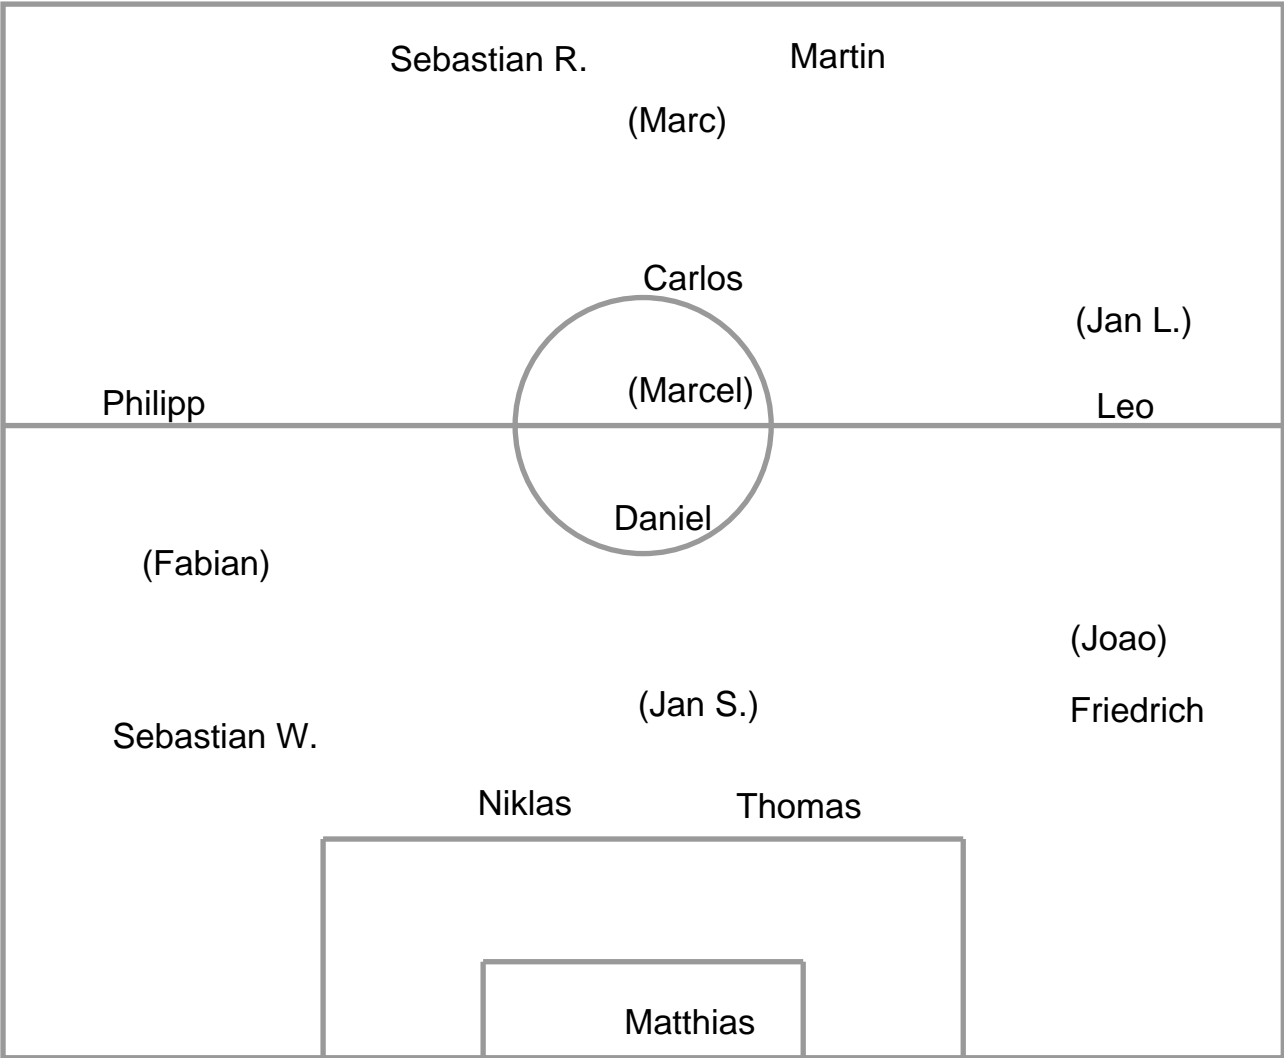 Sebastian R.
Martin
(Marc)
Carlos
(Jan L.)
(Marcel)
Philipp
Leo
Daniel
(Fabian)
(Joao)
(Jan S.)
Friedrich
Sebastian W.
Niklas
Thomas
Matthias